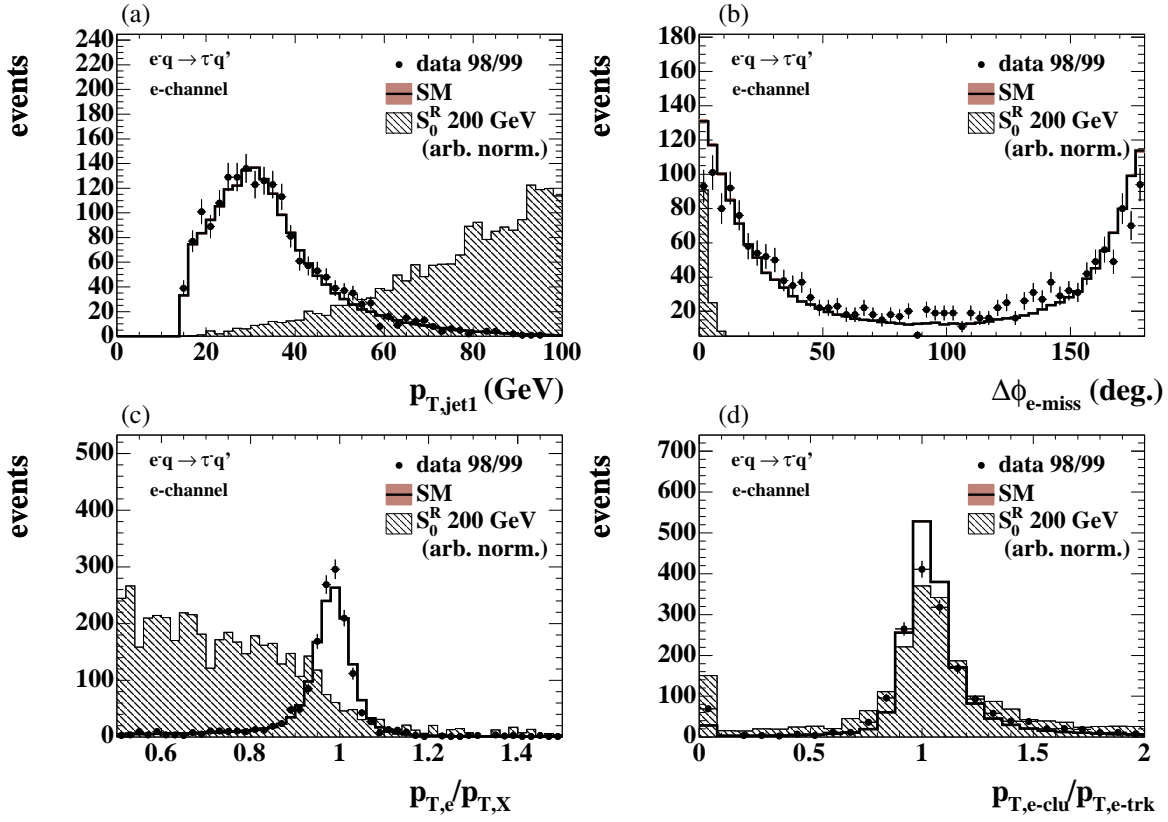 (a)
events
240
220
200
180
160
140
120
100
80
60
40
20
0
e⁻q → τ⁻q’
e-channel
data 98/99
SM
S₀ᴿ 200 GeV
(arb. norm.)
0 20 40 60 80 100
p_T,jet1 (GeV)
(b)
events
180
160
140
120
100
80
60
40
20
e⁻q → τ⁻q’
e-channel
data 98/99
SM
S₀ᴿ 200 GeV
(arb. norm.)
0 50 100 150
Δϕ_e-miss (deg.)
(c)
events
500
400
300
200
100
0
e⁻q → τ⁻q’
e-channel
data 98/99
SM
S₀ᴿ 200 GeV
(arb. norm.)
0.6 0.8 1 1.2 1.4
p_T,e/p_T,X
(d)
events
700
600
500
400
300
200
100
0
e⁻q → τ⁻q’
e-channel
data 98/99
SM
S₀ᴿ 200 GeV
(arb. norm.)
0 0.5 1 1.5 2
p_T,e-clu/p_T,e-trk